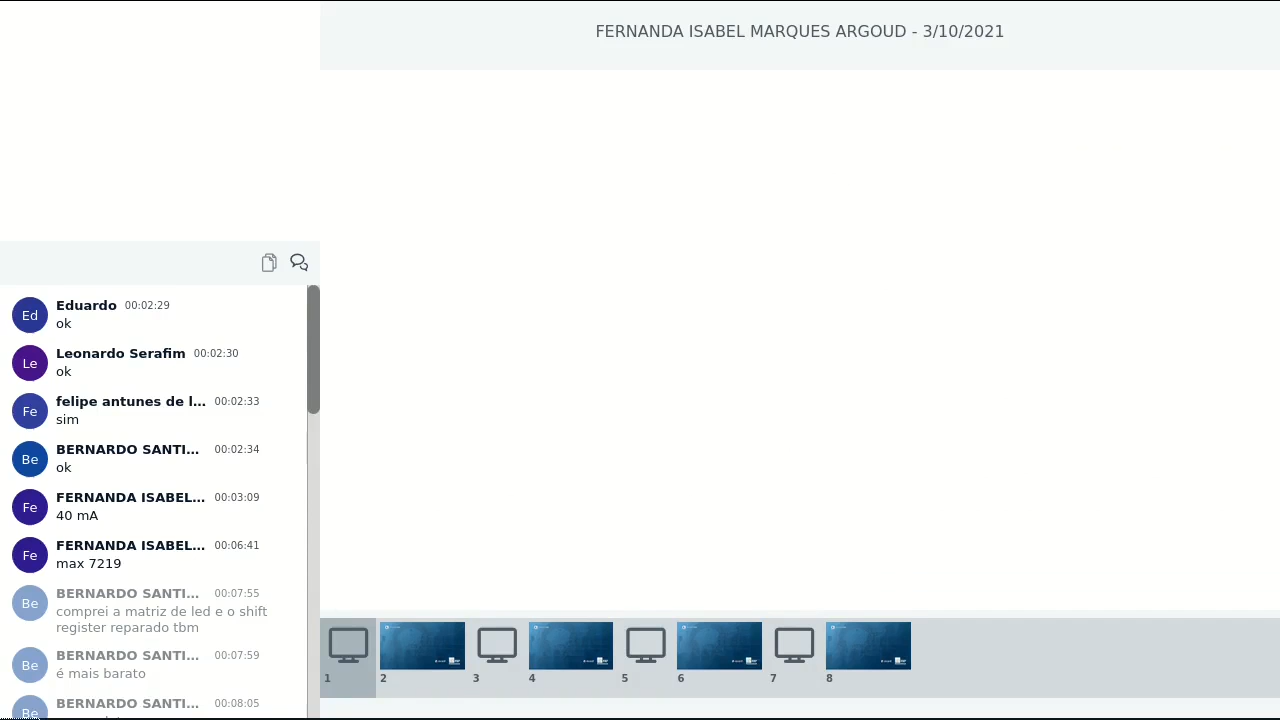 FERNANDA ISABEL MARQUES ARGOUD - 3/10/2021
Ed
Eduardo 00:02:29
ok
Le
Leonardo Serafim 00:02:30
ok
Fe
felipe antunes de l... 00:02:33
sim
Be
BERNARDO SANTI... 00:02:34
ok
Fe
FERNANDA ISABEL... 00:03:09
40 mA
Fe
FERNANDA ISABEL... 00:06:41
max 7219
Be
BERNARDO SANTI... 00:07:55
comprei a matriz de led e o shift
register reparado tbm
Be
BERNARDO SANTI... 00:07:59
é mais barato
Be
BERNARDO SANTI... 00:08:05
1
2
3
4
5
6
7
8